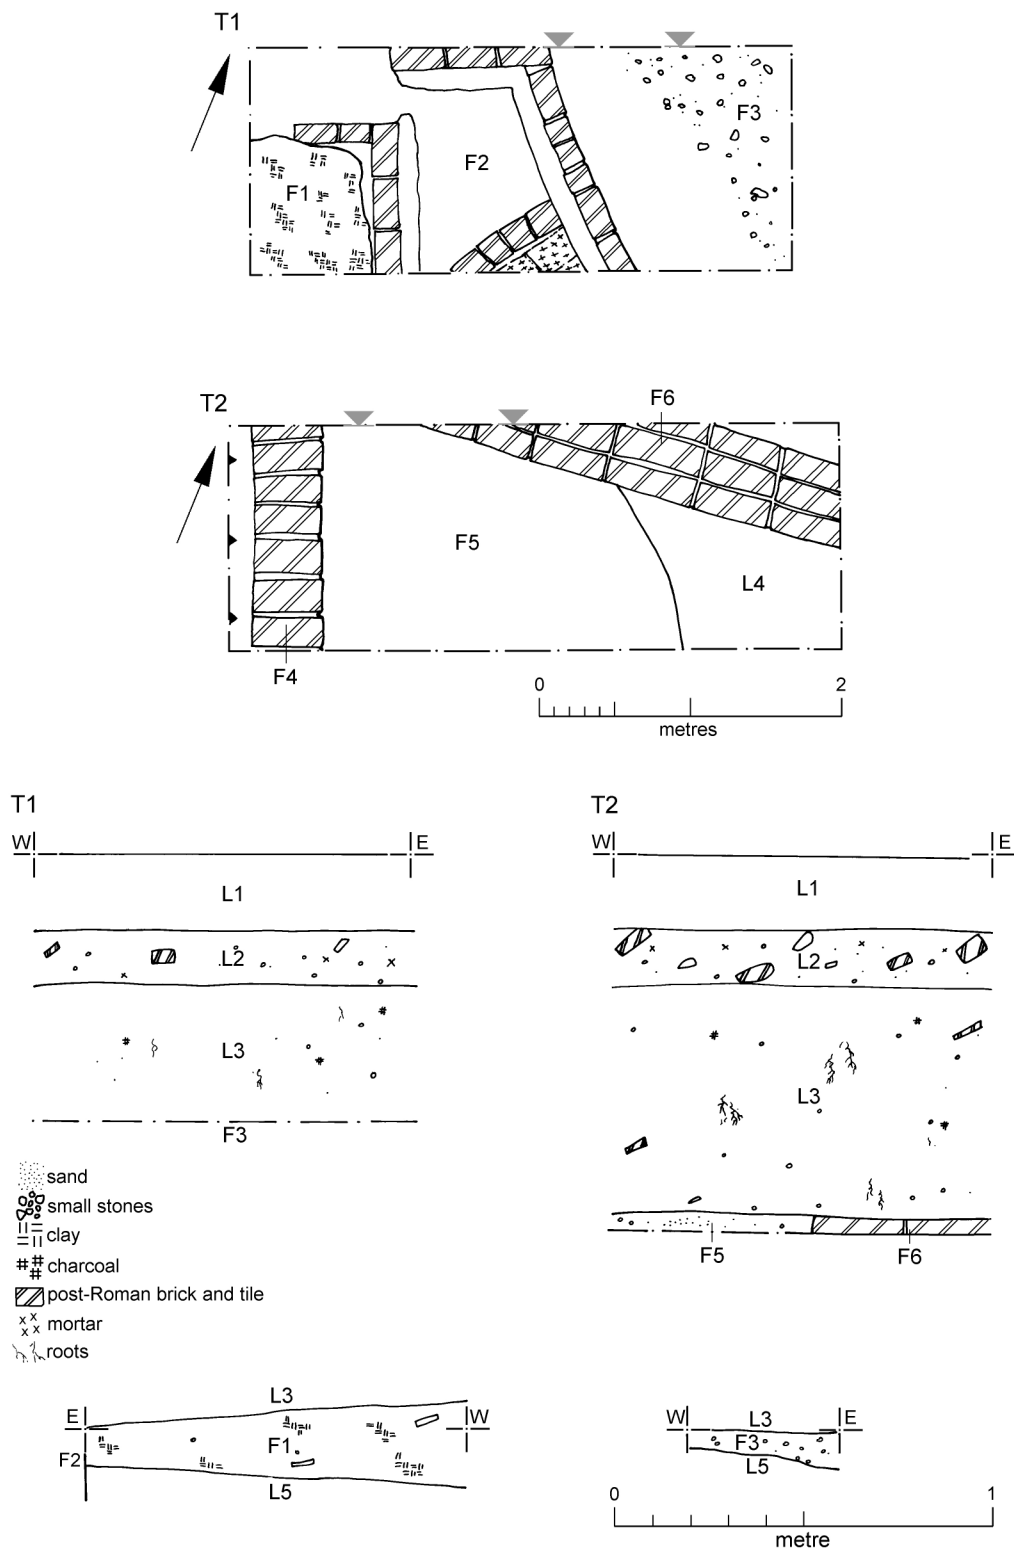 T1
F3
F2
F1
T2
F6
F5
L4
F4
0 2
metres
T1
W E
L1
L2
L3
F3
T2
W E
L1
L2
L3
F5 F6
sand
small stones
clay
charcoal
post-Roman brick and tile
mortar
roots
L3
E W
F1
F2
L5
W L3 E
F3
L5
0 1
metre